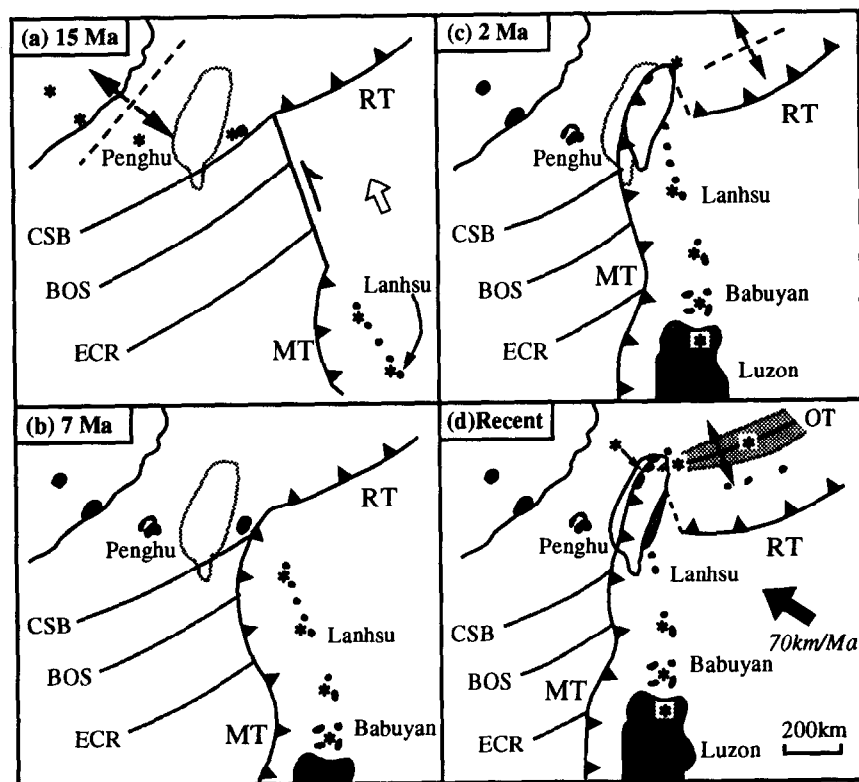 (a) 15 Ma
RT
Penghu
CSB
BOS
Lanhsu
ECR
MT
(b) 7 Ma
RT
Penghu
CSB
Lanhsu
BOS
ECR
MT
Babuyan
(c) 2 Ma
RT
Penghu
Lanhsu
CSB
BOS
MT
Babuyan
ECR
Luzon
(d)Recent
OT
Penghu
RT
Lanhsu
CSB
70km/Ma
BOS
Babuyan
MT
ECR
Luzon
200km